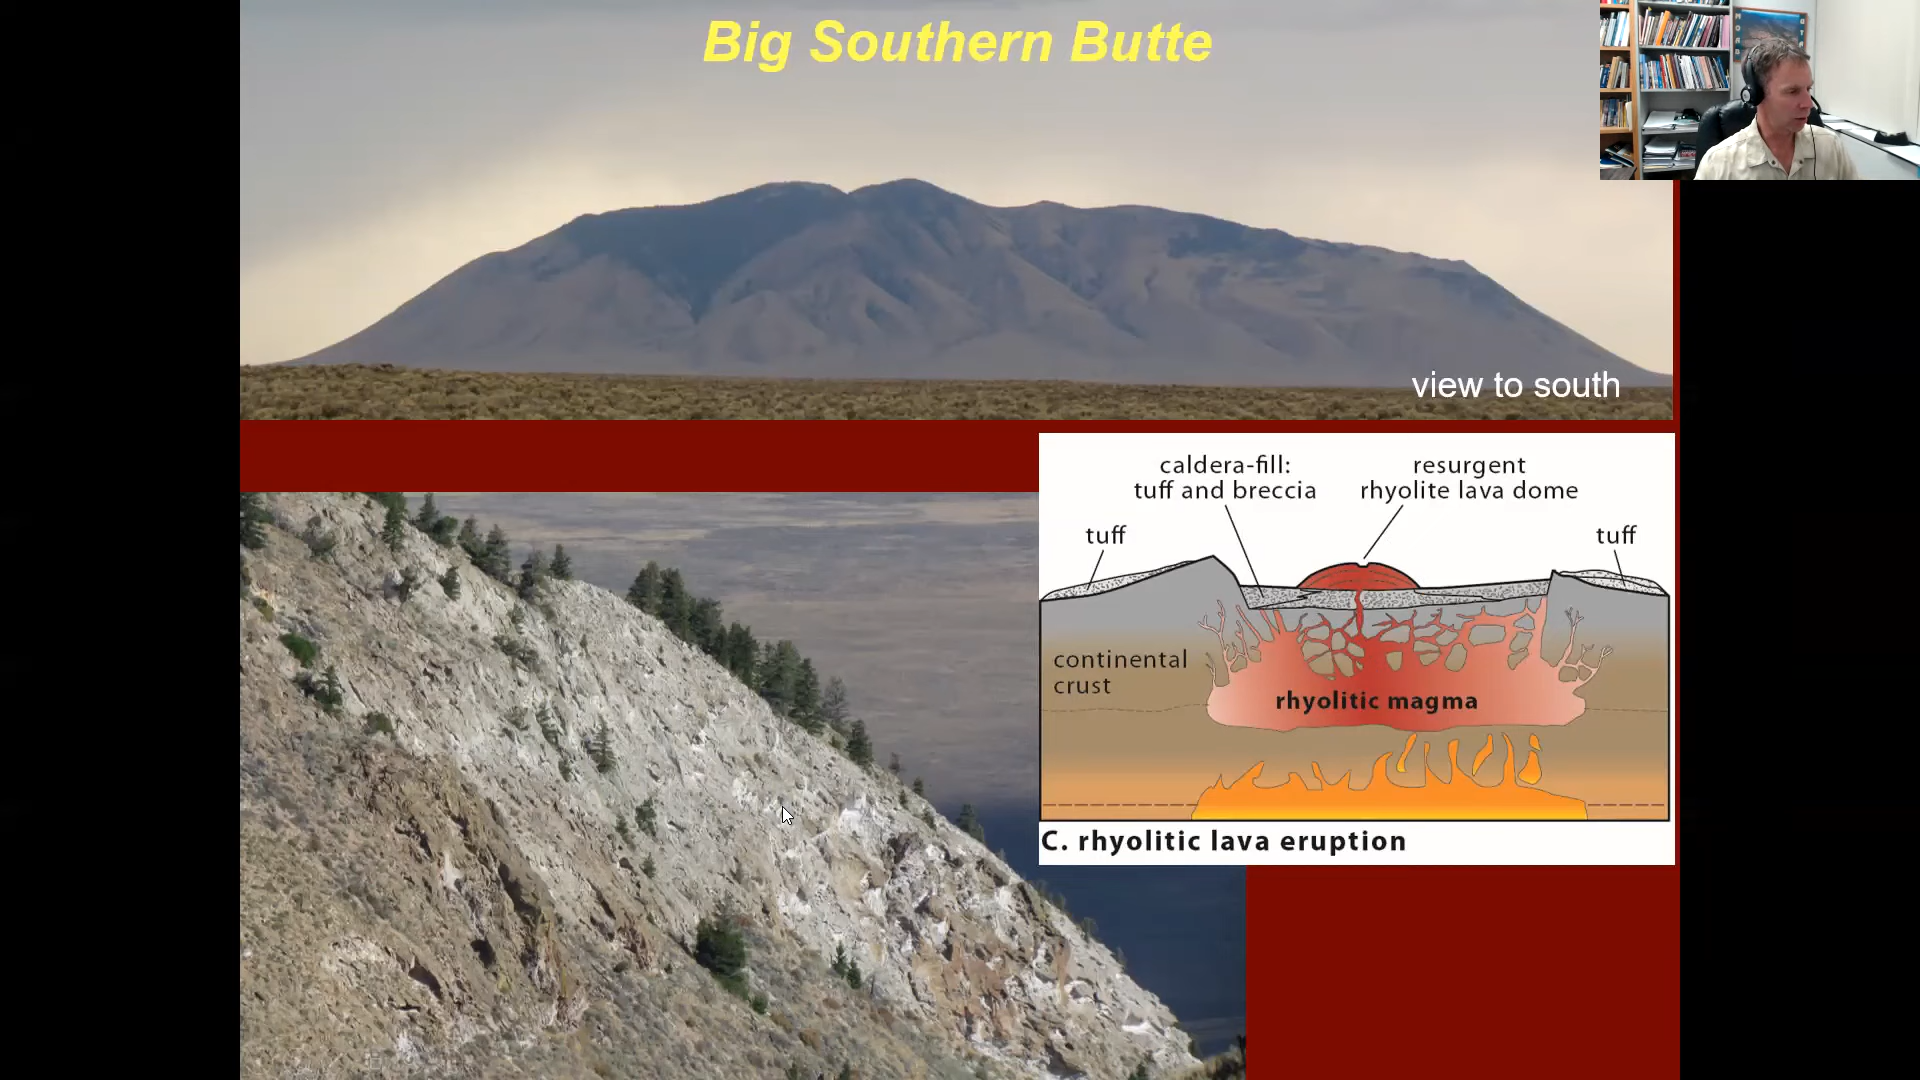 Big Southern Butte
view to south
caldera-fill:
tuff and breccia
resurgent
rhyolite lava dome
tuff
tuff
continental
crust
rhyolitic magma
C. rhyolitic lava eruption